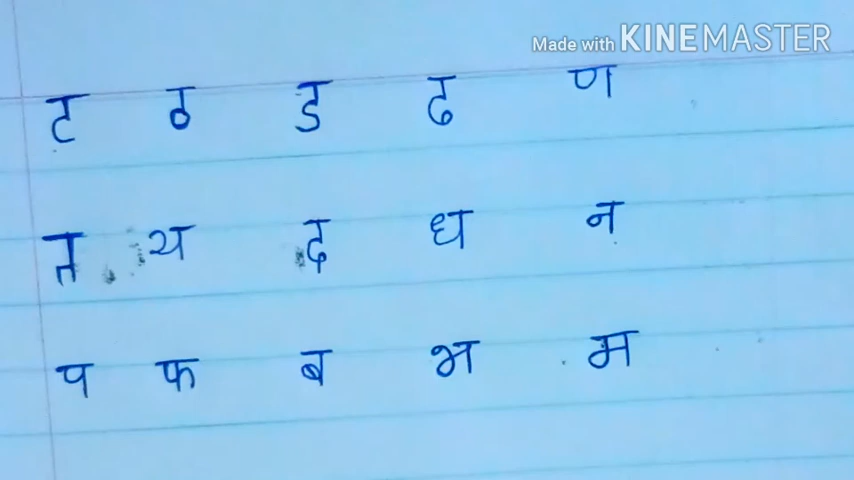 Made with KINEMASTER
ट ठ ड ढ ण
त थ द ध न
प फ ब भ म